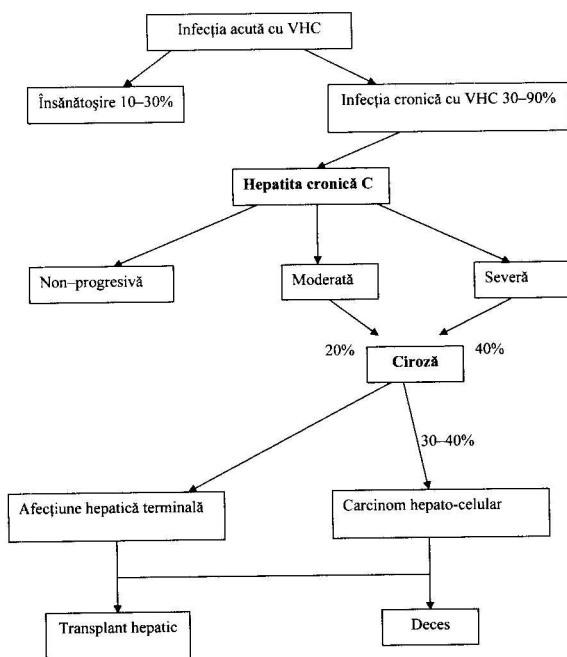 Infecția acută cu VHC
Însănătoșire 10–30%
Infecția cronică cu VHC 30–90%
Hepatita cronică C
Non–progresivă
Moderată
Severă
20%
Ciroză
40%
30–40%
Afecțiune hepatică terminală
Carcinom hepato-celular
Transplant hepatic
Deces